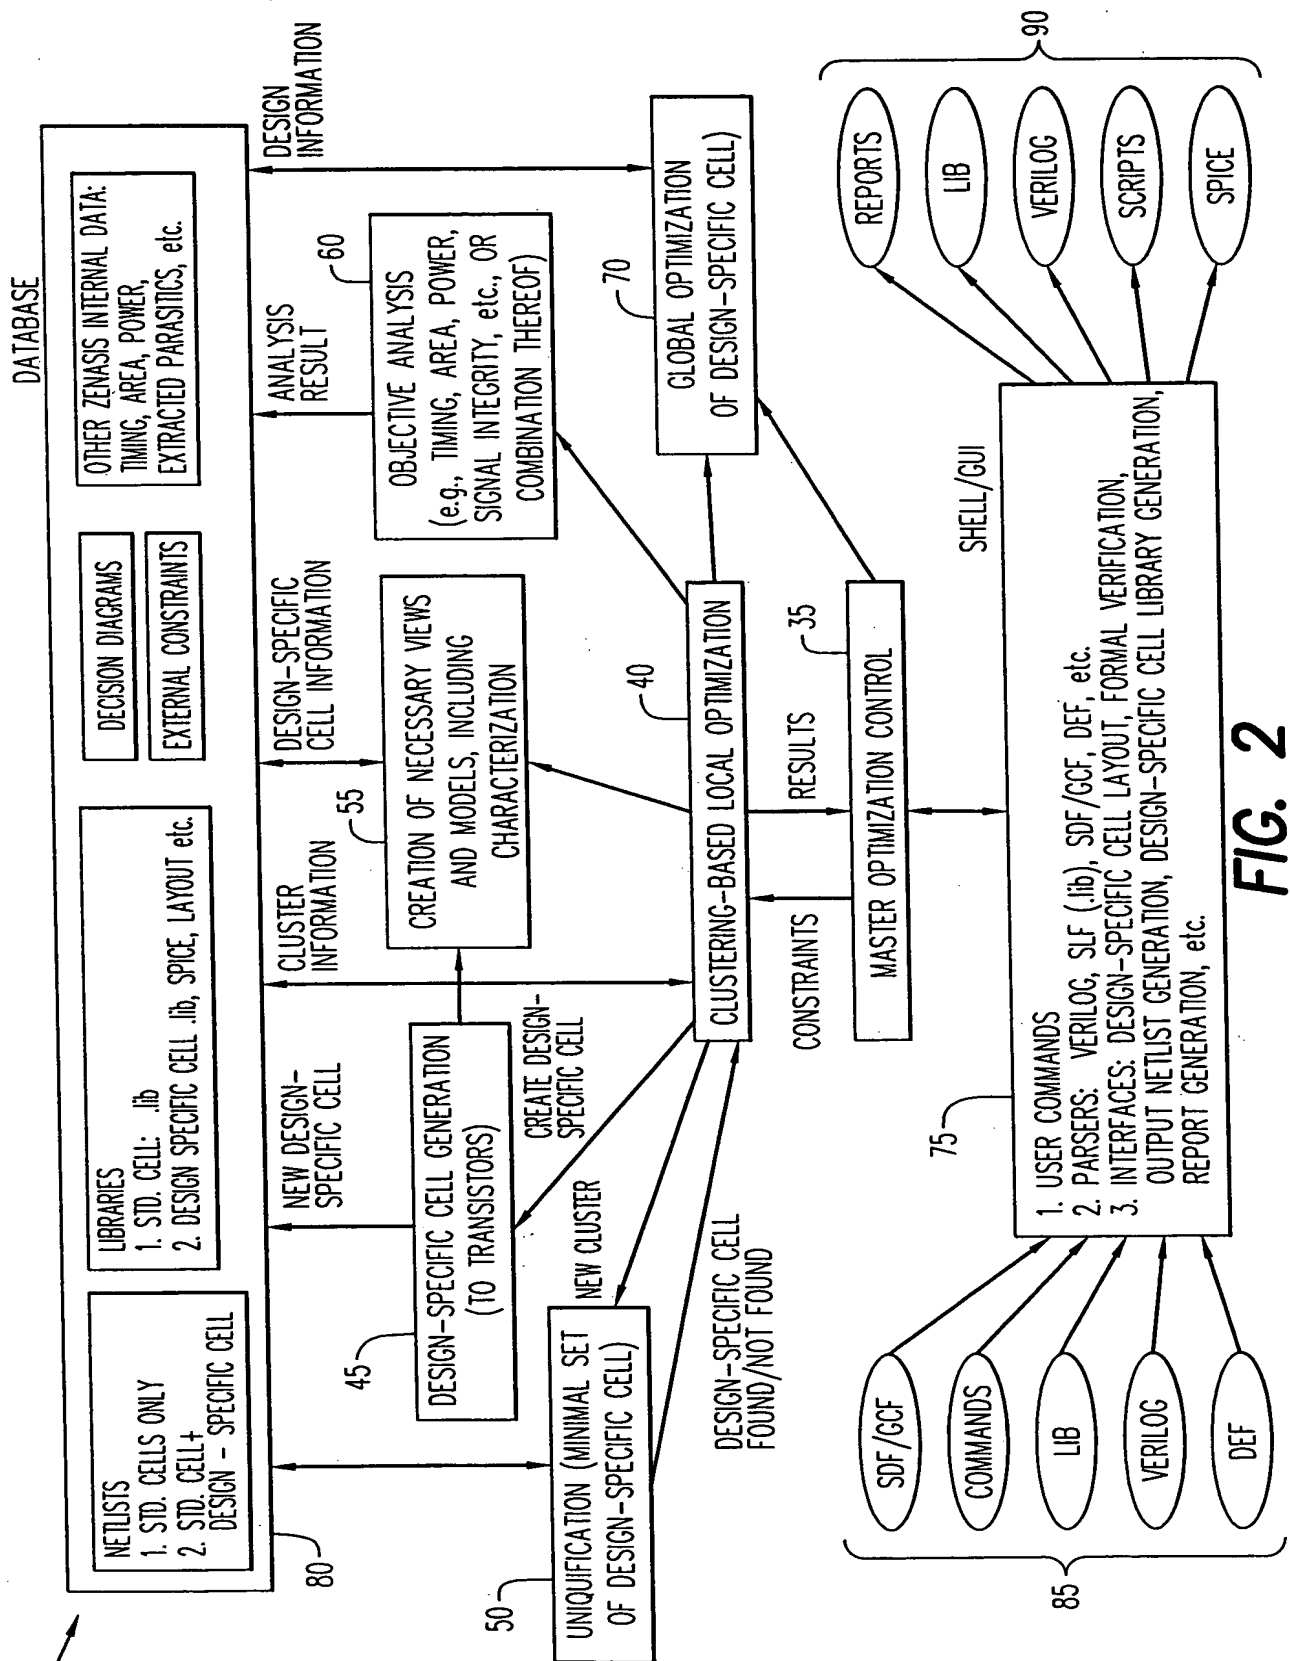 DATABASE
NETLISTS
1. STD. CELLS ONLY
2. STD. CELL+
DESIGN - SPECIFIC CELL
LIBRARIES
1. STD. CELL: .lib
2. DESIGN SPECIFIC CELL .lib, SPICE, LAYOUT etc.
DECISION DIAGRAMS
EXTERNAL CONSTRAINTS
OTHER ZENASIS INTERNAL DATA:
TIMING, AREA, POWER,
EXTRACTED PARASITICS, etc.
80
NEW DESIGN-
SPECIFIC CELL
CLUSTER
INFORMATION
DESIGN-SPECIFIC
CELL INFORMATION
ANALYSIS
RESULT
DESIGN
INFORMATION
45
DESIGN-SPECIFIC CELL GENERATION
(TO TRANSISTORS)
55
CREATION OF NECESSARY VIEWS
AND MODELS, INCLUDING
CHARACTERIZATION
60
OBJECTIVE ANALYSIS
(e.g., TIMING, AREA, POWER,
SIGNAL INTEGRITY, etc., OR
COMBINATION THEREOF)
50
UNIQUIFICATION (MINIMAL SET
OF DESIGN-SPECIFIC CELL)
NEW CLUSTER
CREATE DESIGN-
SPECIFIC CELL
DESIGN-SPECIFIC CELL
FOUND/NOT FOUND
40
CLUSTERING-BASED LOCAL OPTIMIZATION
70
GLOBAL OPTIMIZATION
OF DESIGN-SPECIFIC CELL)
CONSTRAINTS
RESULTS
35
MASTER OPTIMIZATION CONTROL
75
SHELL/GUI
1. USER COMMANDS
2. PARSERS: VERILOG, SLF (.lib), SDF/GCF, DEF, etc.
3. INTERFACES: DESIGN-SPECIFIC CELL LAYOUT, FORMAL VERIFICATION,
OUTPUT NETLIST GENERATION, DESIGN-SPECIFIC CELL LIBRARY GENERATION,
REPORT GENERATION, etc.
85
SDF/GCF
COMMANDS
LIB
VERILOG
DEF
REPORTS
LIB
VERILOG
SCRIPTS
SPICE
90
FIG. 2